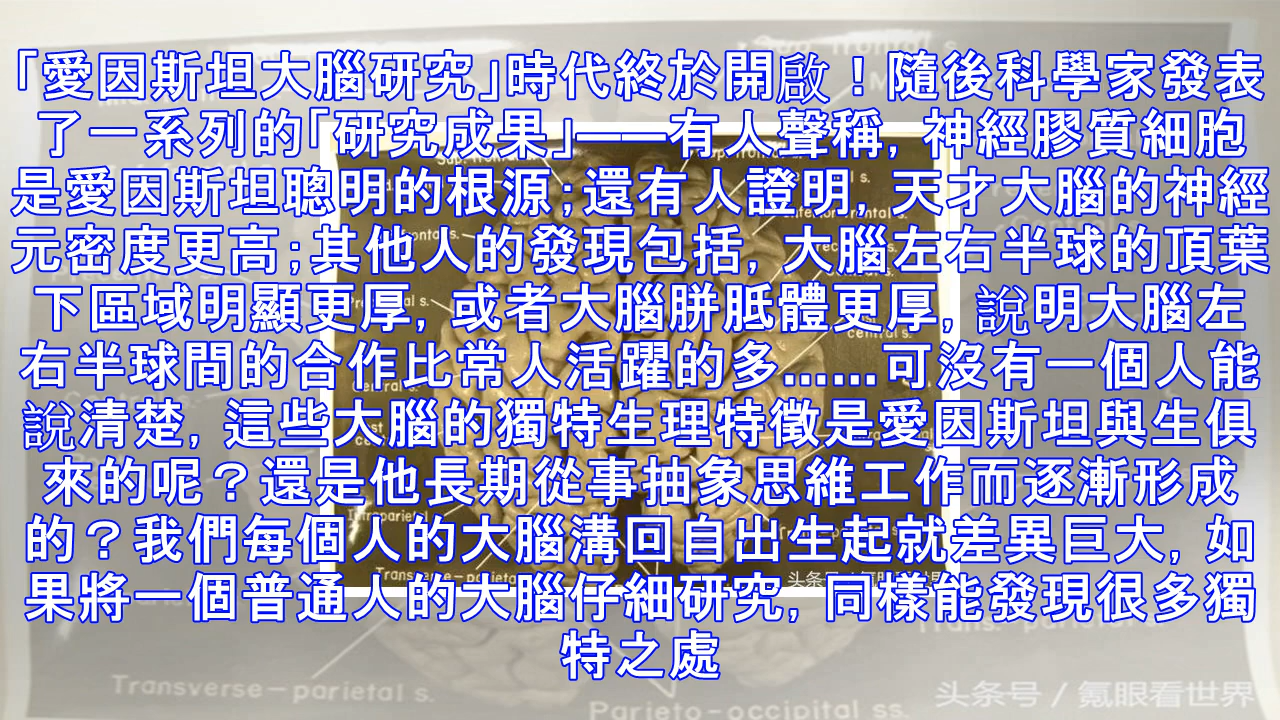 「愛因斯坦大腦研究」時代終於開啟！隨後科學家發表
了一系列的「研究成果」——有人聲稱, 神經膠質細胞
是愛因斯坦聰明的根源;還有人證明, 天才大腦的神經
元密度更高;其他人的發現包括, 大腦左右半球的頂葉
下區域明顯更厚, 或者大腦胼胝體更厚, 說明大腦左
右半球間的合作比常人活躍的多……可沒有一個人能
說清楚, 這些大腦的獨特生理特徵是愛因斯坦與生俱
來的呢？還是他長期從事抽象思維工作而逐漸形成
的？我們每個人的大腦溝回自出生起就差異巨大, 如
果將一個普通人的大腦仔細研究, 同樣能發現很多獨
特之處
Transverse-parietal s.
Parieto-occipital ss.
头条号 / 氪眼看世界